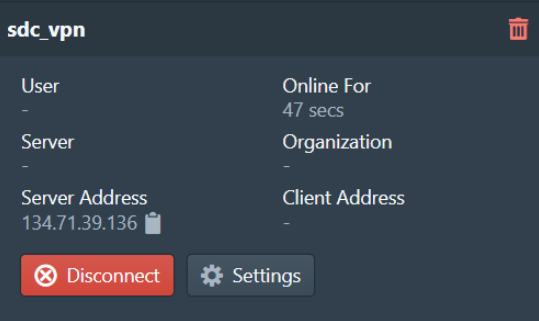 sdc_vpn
User
Online For
-
47 secs
Server
Organization
-
-
Server Address
Client Address
134.71.39.136
-
Disconnect
Settings